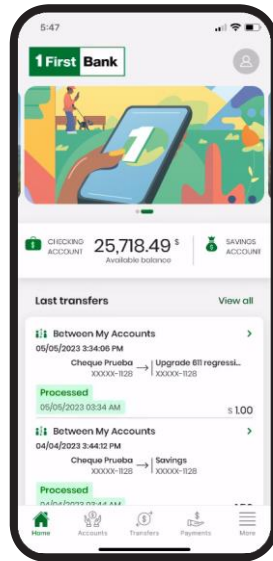 5:47
1 First Bank
1
CHECKING ACCOUNT 25,718.49 $ SAVINGS ACCOUNT
Available balance
Last transfers View all
Between My Accounts >
05/05/2023 3:34:06 PM
Cheque Prueba → Upgrade 611 regressi...
XXXXX-1128 XXXXX-1128
Processed
05/05/2023 03:34 AM $ 1.00
Between My Accounts >
04/04/2023 3:44:12 PM
Cheque Prueba → Savings
XXXXX-1128 XXXXX-1128
Processed
Home Accounts Transfers Payments More